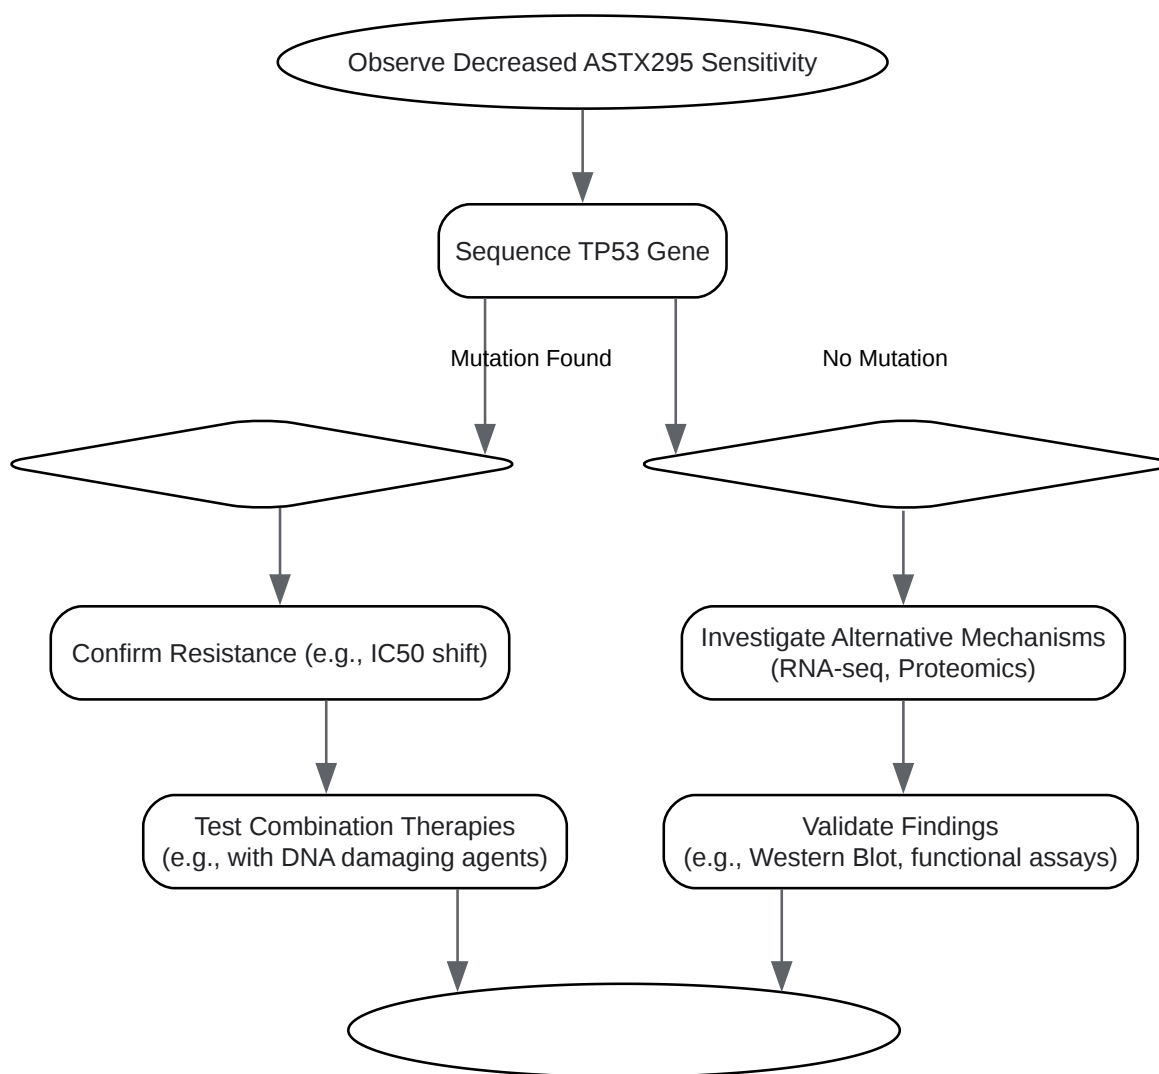 Observe Decreased ASTX295 Sensitivity
Sequence TP53 Gene
Mutation Found
No Mutation
Confirm Resistance (e.g., IC50 shift)
Investigate Alternative Mechanisms
(RNA-seq, Proteomics)
Test Combination Therapies
(e.g., with DNA damaging agents)
Validate Findings
(e.g., Western Blot, functional assays)